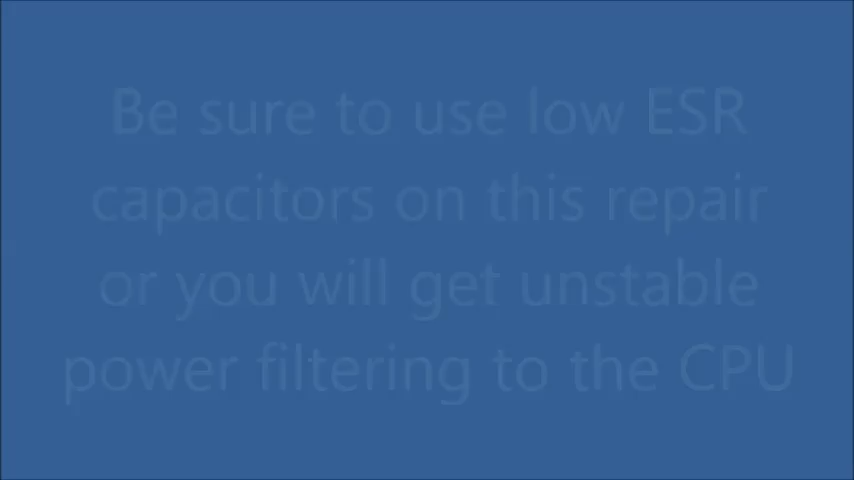 Be sure to use low ESR
capacitors on this repair
or you will get unstable
power filtering to the CPU